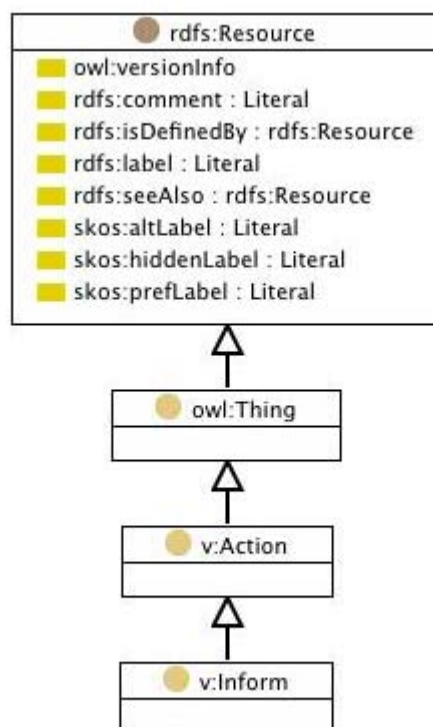 rdfs:Resource
owl:versionInfo
rdfs:comment : Literal
rdfs:isDefinedBy : rdfs:Resource
rdfs:label : Literal
rdfs:seeAlso : rdfs:Resource
skos:altLabel : Literal
skos:hiddenLabel : Literal
skos:prefLabel : Literal
owl:Thing
v:Action
v:Inform